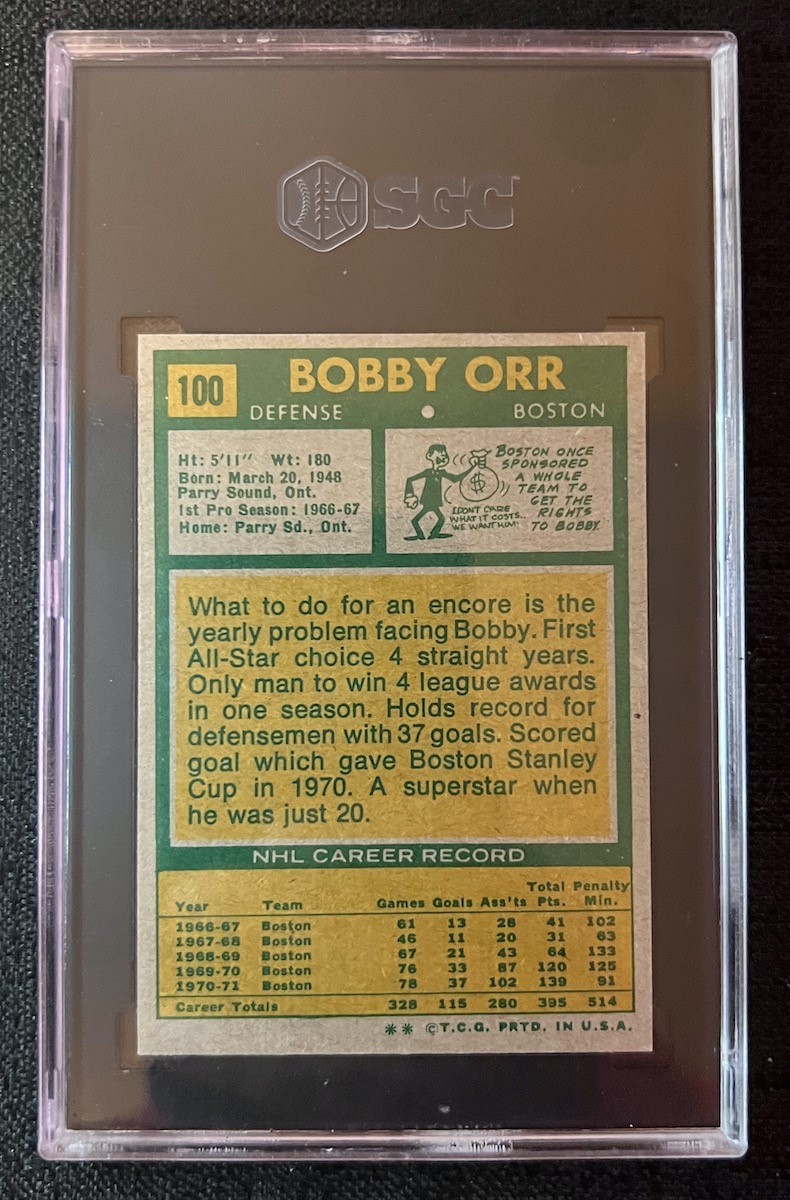 SGC
100
BOBBY ORR
DEFENSE • BOSTON
Ht: 5'11" Wt: 180
Born: March 20, 1948
Parry Sound, Ont.
1st Pro Season: 1966-67
Home: Parry Sd., Ont.
I DON'T CARE
WHAT IT COSTS...
WE WANT HIM!
$
BOSTON ONCE
SPONSORED
A WHOLE
TEAM TO
GET THE
RIGHTS
TO BOBBY.
What to do for an encore is the
yearly problem facing Bobby. First
All-Star choice 4 straight years.
Only man to win 4 league awards
in one season. Holds record for
defensemen with 37 goals. Scored
goal which gave Boston Stanley
Cup in 1970. A superstar when
he was just 20.
NHL CAREER RECORD
Year Team Games Goals Ass'ts Total Pts. Penalty Min.
1966-67 Boston 61 13 28 41 102
1967-68 Boston 46 11 20 31 63
1968-69 Boston 67 21 43 64 133
1969-70 Boston 76 33 87 120 125
1970-71 Boston 78 37 102 139 91
Career Totals 328 115 280 395 514
** ©T.C.G. PRTD. IN U.S.A.